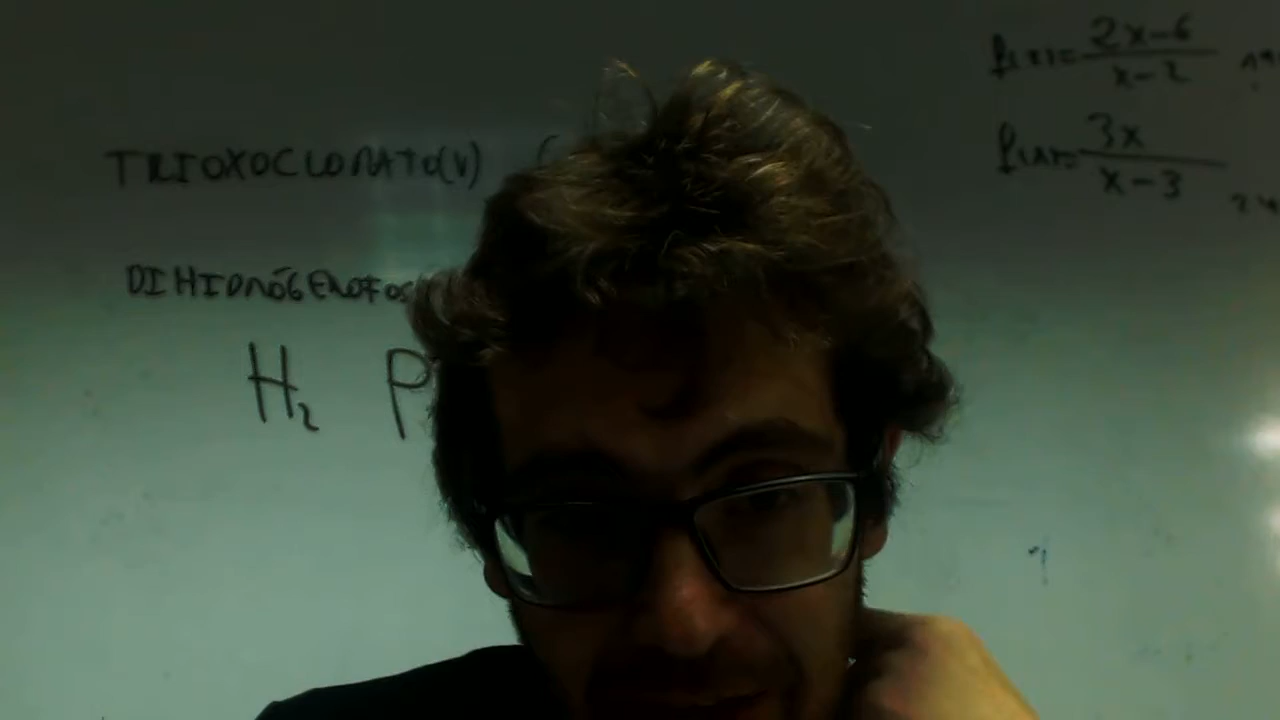 TRIOXOCLORATO(V) (
DIHIDRÓGENOFOS
H₂ P
f(x)=2x-6/x-2
f(x)=3x/x-3